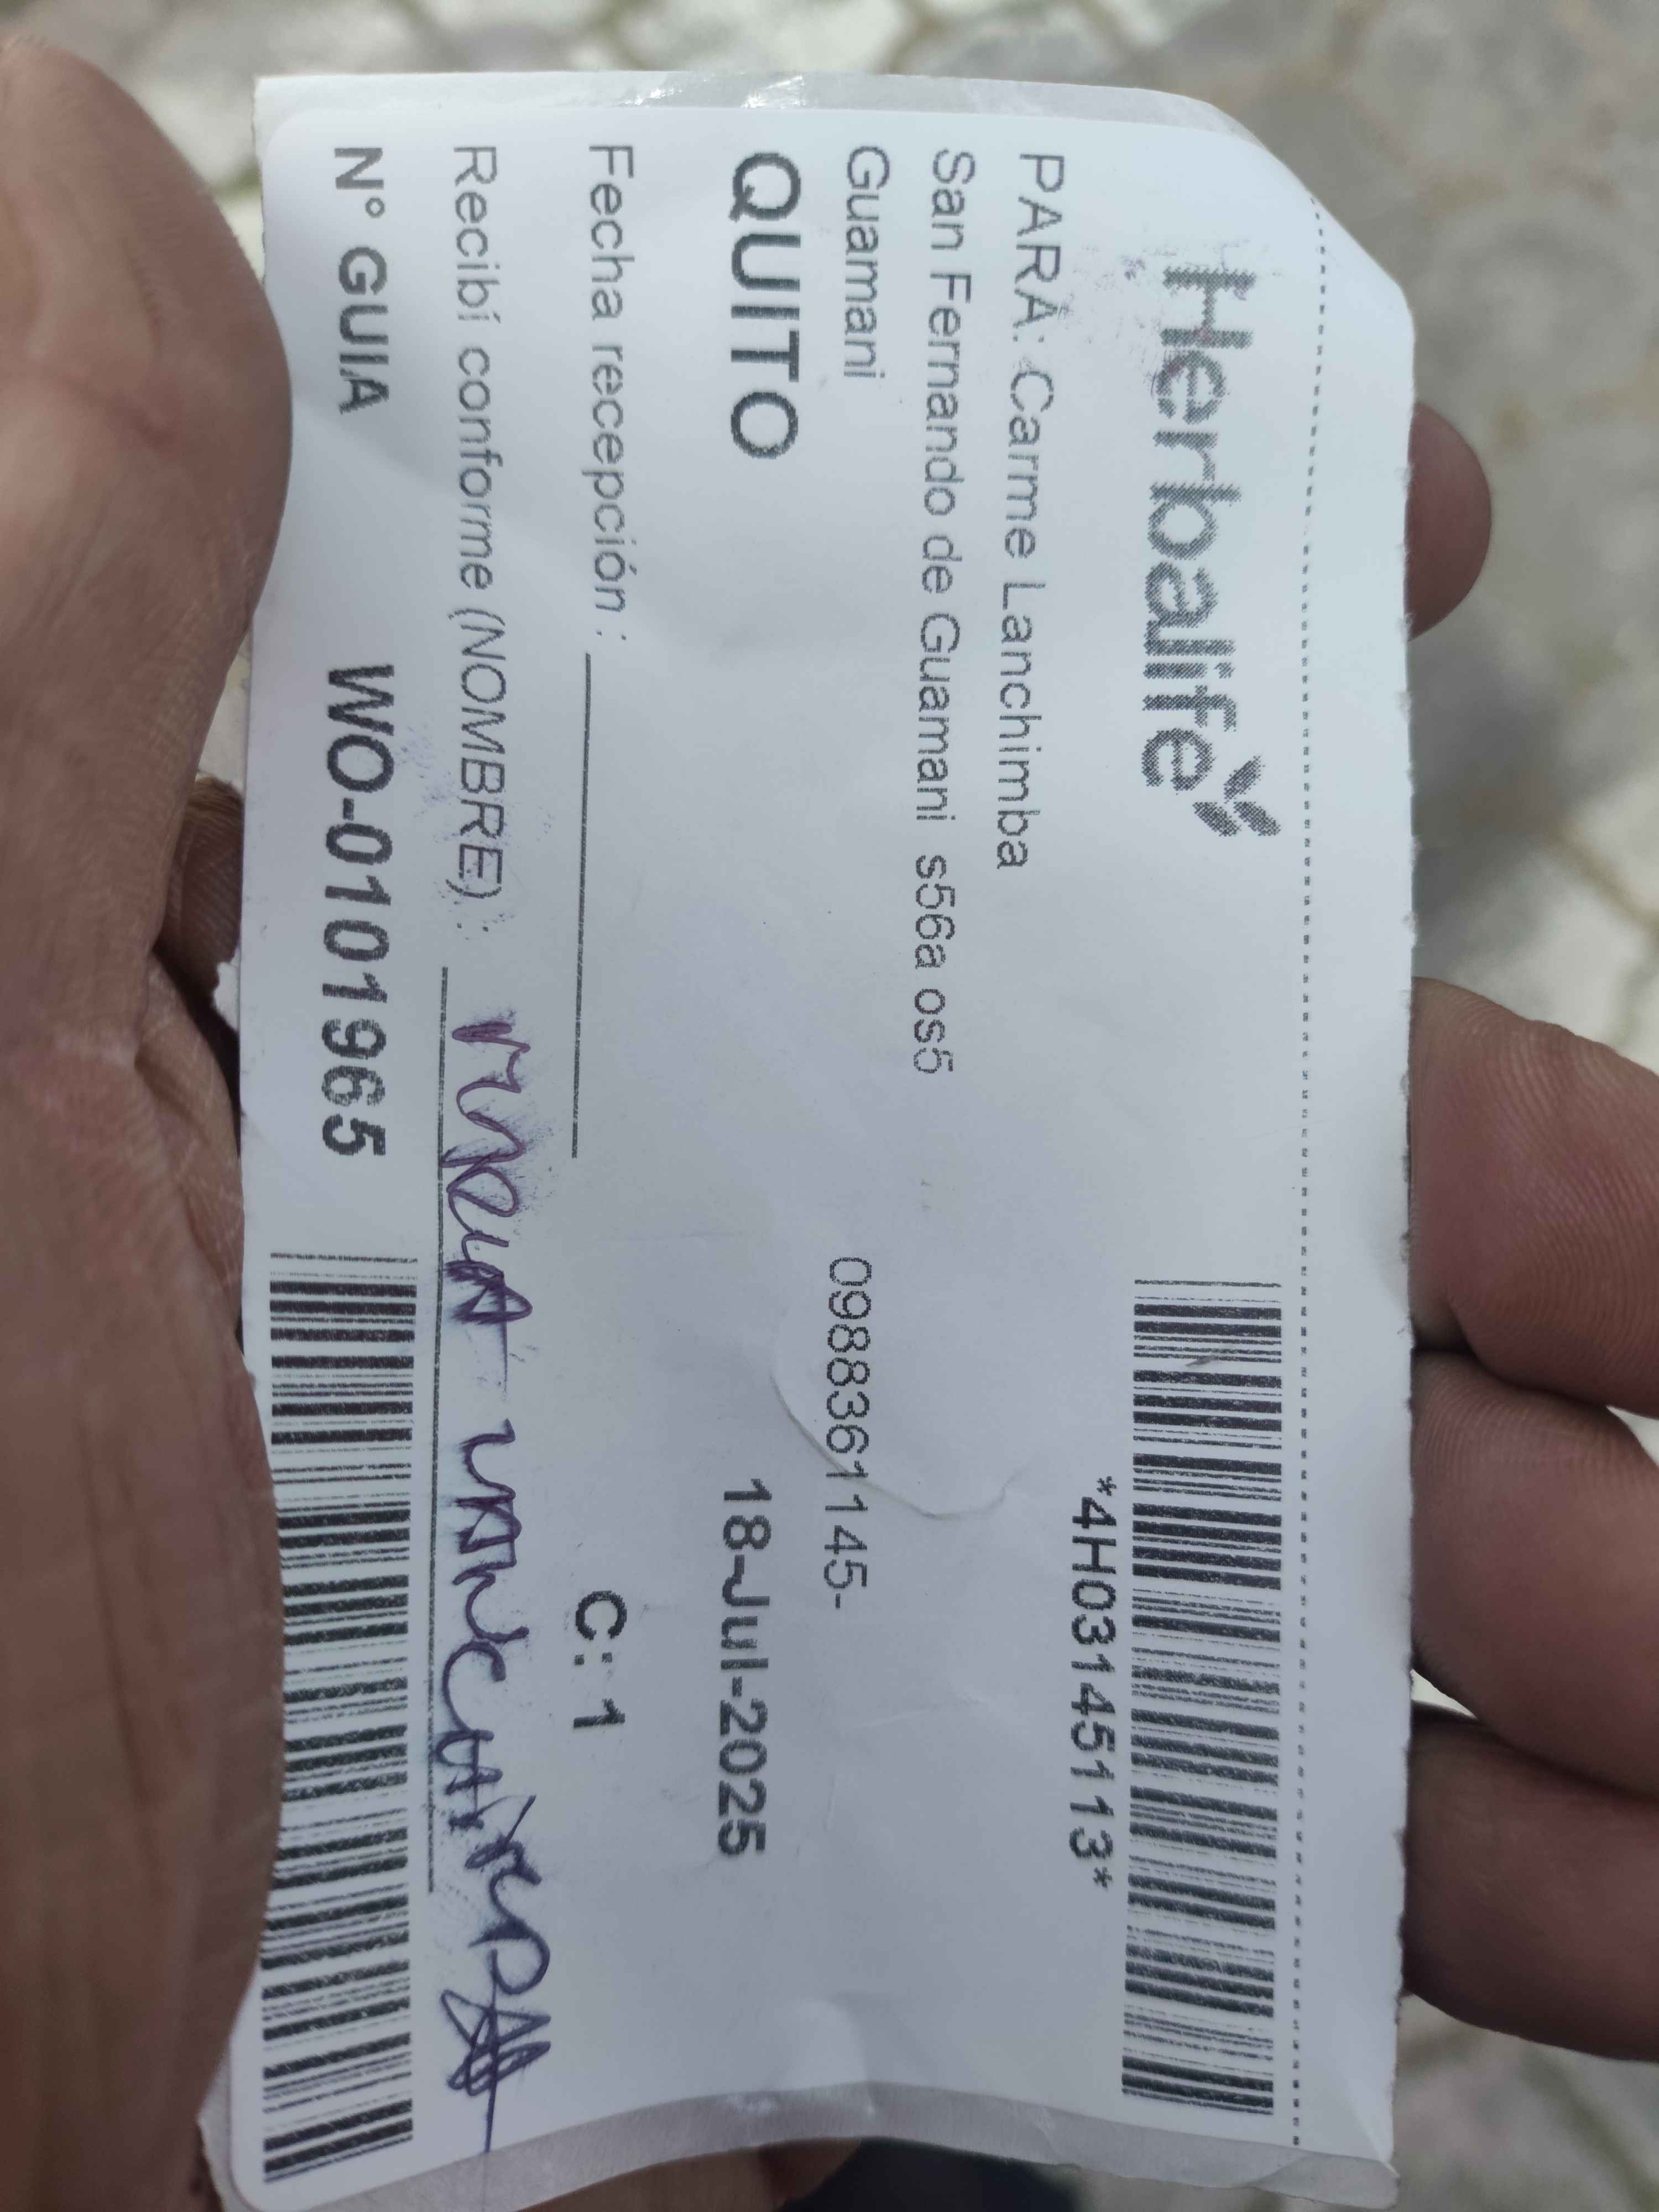 Herbalife
*4H03145113*
PARA: Carme Lanchimba
San Fernando de Guamani s56a os5
Guamani 0988361145-
QUITO 18-Jul-2025
Fecha recepción : C: 1
Recibí conforme (NOMBRE):
N° GUIA WO-0101965